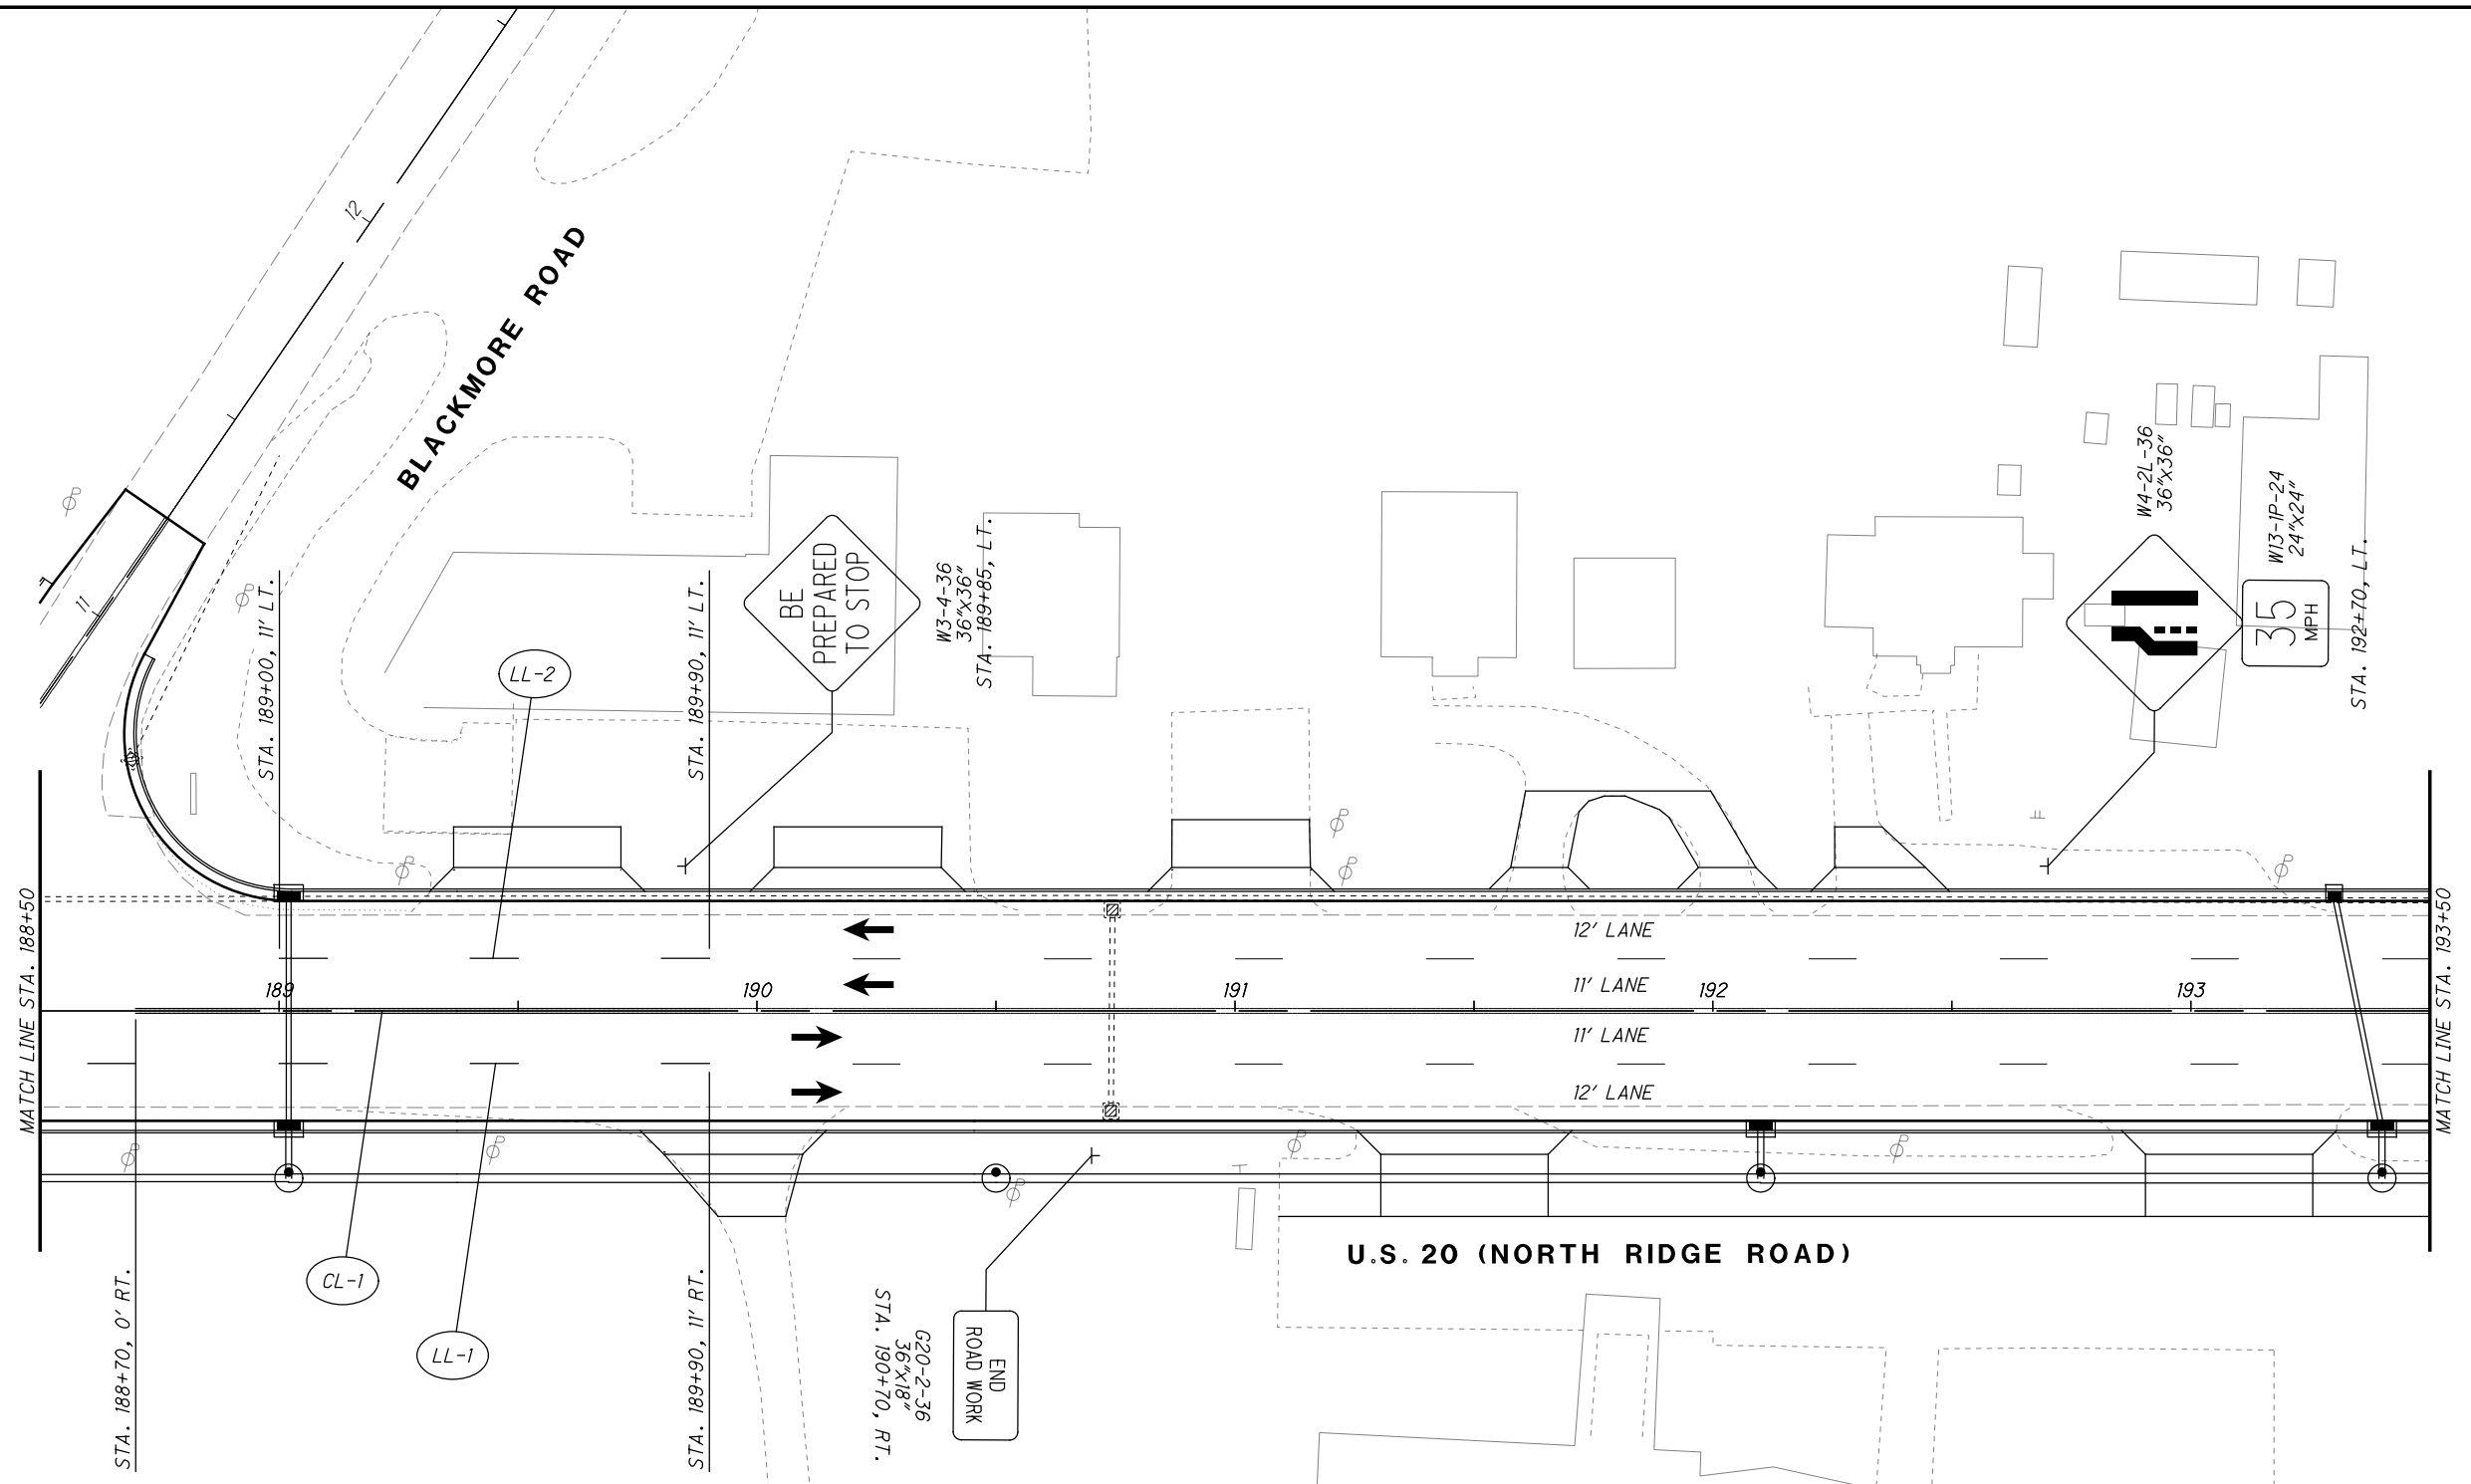 12
BLACKMORE ROAD
11
STA. 189+00, 11' LT.
LL-2
STA. 189+90, 11' LT.
BE
PREPARED
TO STOP
W3-4-36
36"x36"
STA. 189+85, LT.
W4-2L-36
36"x36"
35
MPH
W13-1P-24
24"x24"
STA. 192+70, LT.
MATCH LINE STA. 188+50
12' LANE
11' LANE
189
190
191
192
193
11' LANE
12' LANE
MATCH LINE STA. 193+50
STA. 188+70, 0' RT.
CL-1
LL-1
STA. 189+90, 11' RT.
END
ROAD WORK
G20-2-36
36"x18"
STA. 190+70, RT.
U.S. 20 (NORTH RIDGE ROAD)